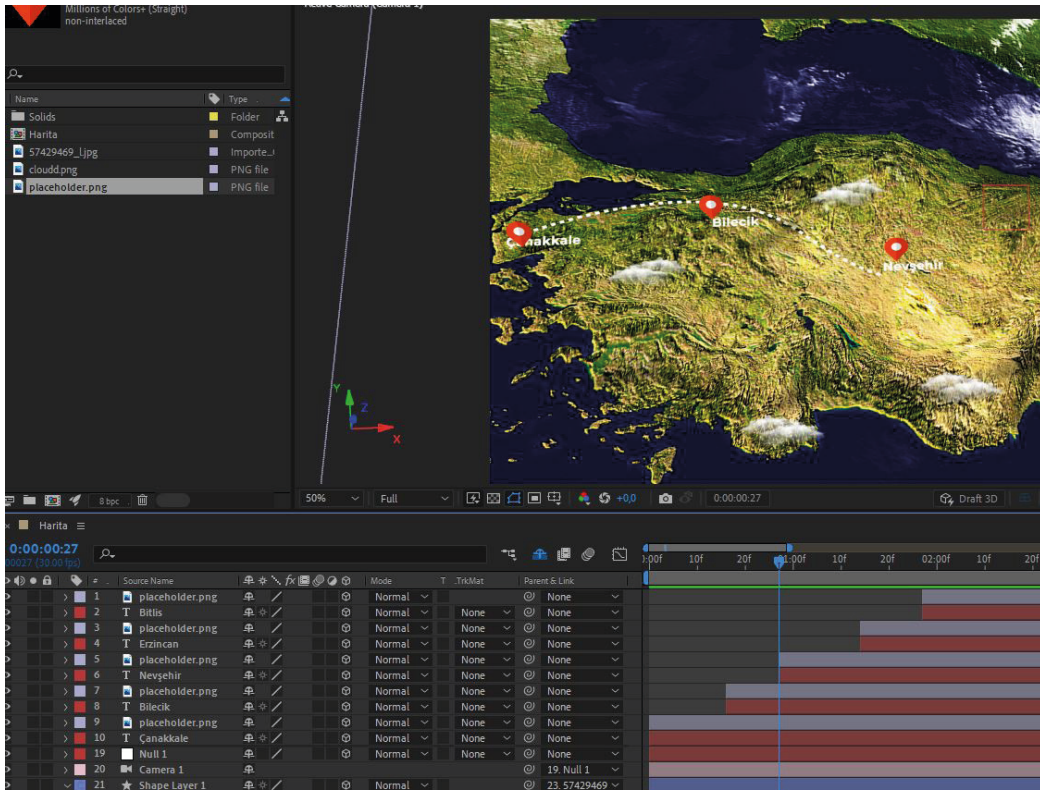 Millions of Colors+ (Straight)
non-interlaced
Active Camera (Camera 1)
Name Type
Solids Folder
Harita Composit
57429469_l.jpg Importe...
cloudd.png PNG file
placeholder.png PNG file
Çanakkale
Bilecik
Nevşehir
Y
Z
X
8 bpc
50% Full +0,0 0:00:00:27 Draft 3D
Harita
0:00:00:27
00027 (30.00 fps)
:00f 10f 20f 01:00f 10f 20f 02:00f 10f 20f
# Source Name fx Mode T .TrkMat Parent & Link
1 placeholder.png Normal None
2 T Bitlis Normal None None
3 placeholder.png Normal None None
4 T Erzincan Normal None None
5 placeholder.png Normal None None
6 T Nevşehir Normal None None
7 placeholder.png Normal None None
8 T Bilecik Normal None None
9 placeholder.png Normal None None
10 T Çanakkale Normal None None
19 Null 1 Normal None None
20 Camera 1 19. Null 1
21 Shape Layer 1 Normal 23. 57429469